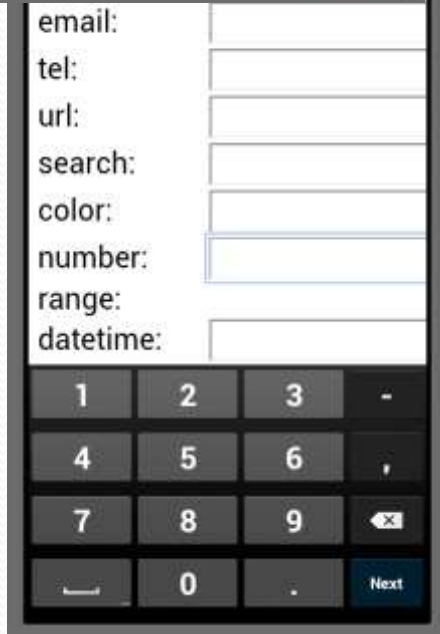 email:
tel:
url:
search:
color:
number:
range:
datetime:
1 2 3 -
4 5 6 ,
7 8 9
0 . Next